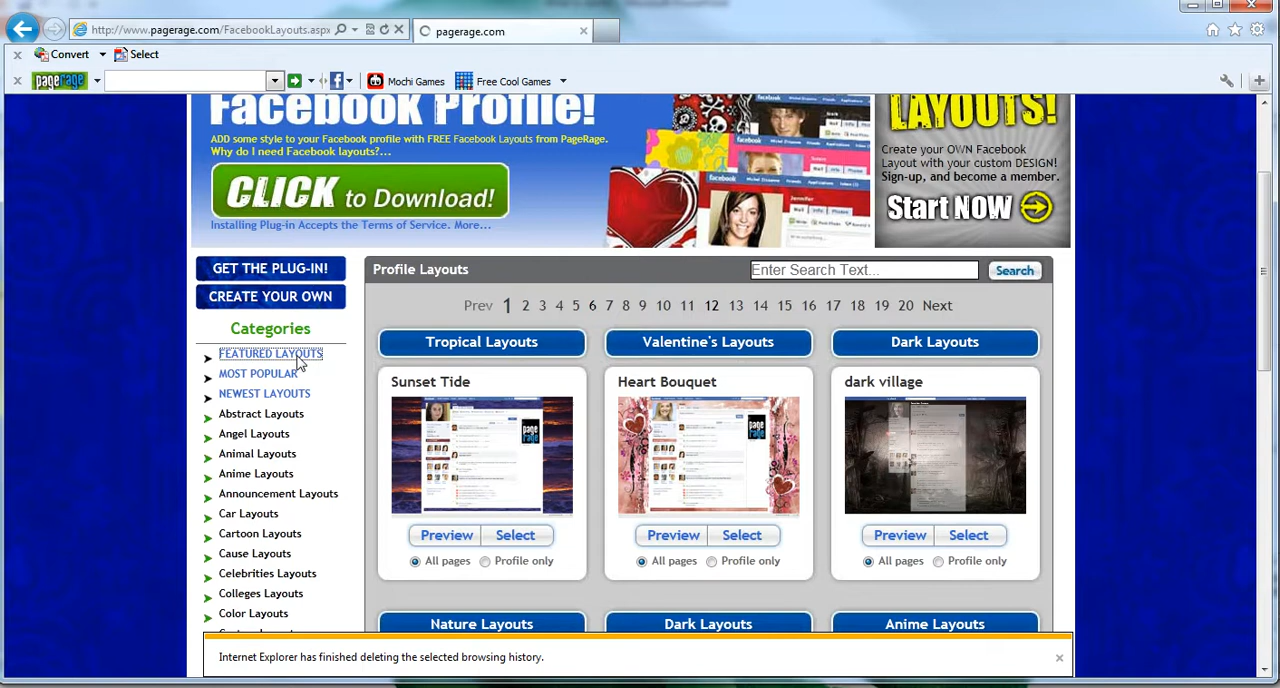 http://www.pagerage.com/FacebookLayouts.aspx
pagerage.com
Convert
Select
pagerage
Mochi Games
Free Cool Games
Facebook Profile!
ADD some style to your Facebook profile with FREE Facebook Layouts from PageRage.
Why do I need Facebook layouts?...
CLICK to Download!
Installing Plug-in Accepts the Terms of Service. More...
LAYOUTS!
Create your OWN Facebook
Layout with your custom DESIGN!
Sign-up, and become a member.
Start NOW
GET THE PLUG-IN!
CREATE YOUR OWN
Categories
FEATURED LAYOUTS
MOST POPULAR
NEWEST LAYOUTS
Abstract Layouts
Angel Layouts
Animal Layouts
Anime Layouts
Announcement Layouts
Car Layouts
Cartoon Layouts
Cause Layouts
Celebrities Layouts
Colleges Layouts
Color Layouts
Profile Layouts
Enter Search Text...
Search
Prev 1 2 3 4 5 6 7 8 9 10 11 12 13 14 15 16 17 18 19 20 Next
Tropical Layouts
Valentine's Layouts
Dark Layouts
Sunset Tide
Heart Bouquet
dark village
Preview Select
Preview Select
Preview Select
All pages Profile only
All pages Profile only
All pages Profile only
Nature Layouts
Dark Layouts
Anime Layouts
Internet Explorer has finished deleting the selected browsing history.